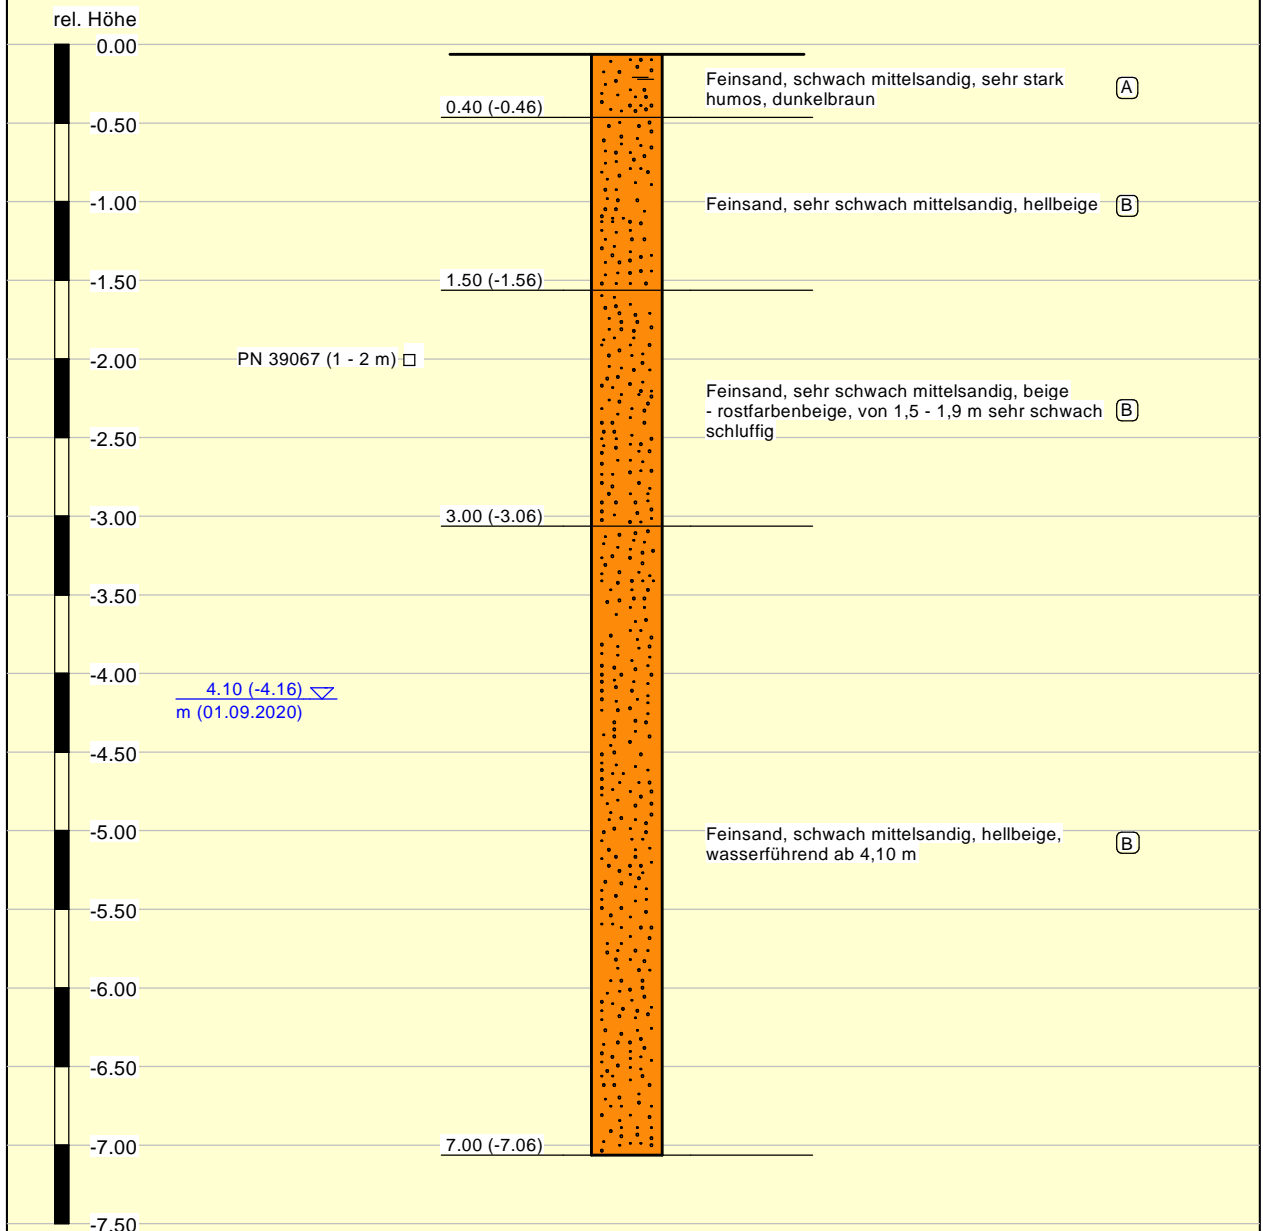 rel. Höhe
0.00
-0.50
-1.00
-1.50
-2.00
-2.50
-3.00
-3.50
-4.00
-4.50
-5.00
-5.50
-6.00
-6.50
-7.00
-7.50
PN 39067 (1 - 2 m)
4.10 (-4.16)
m (01.09.2020)
0.40 (-0.46)
1.50 (-1.56)
3.00 (-3.06)
7.00 (-7.06)
Feinsand, schwach mittelsandig, sehr stark
humos, dunkelbraun
A
Feinsand, sehr schwach mittelsandig, hellbeige
B
Feinsand, sehr schwach mittelsandig, beige
- rostfarbenbeige, von 1,5 - 1,9 m sehr schwach
schluffig
B
Feinsand, schwach mittelsandig, hellbeige,
wasserführend ab 4,10 m
B